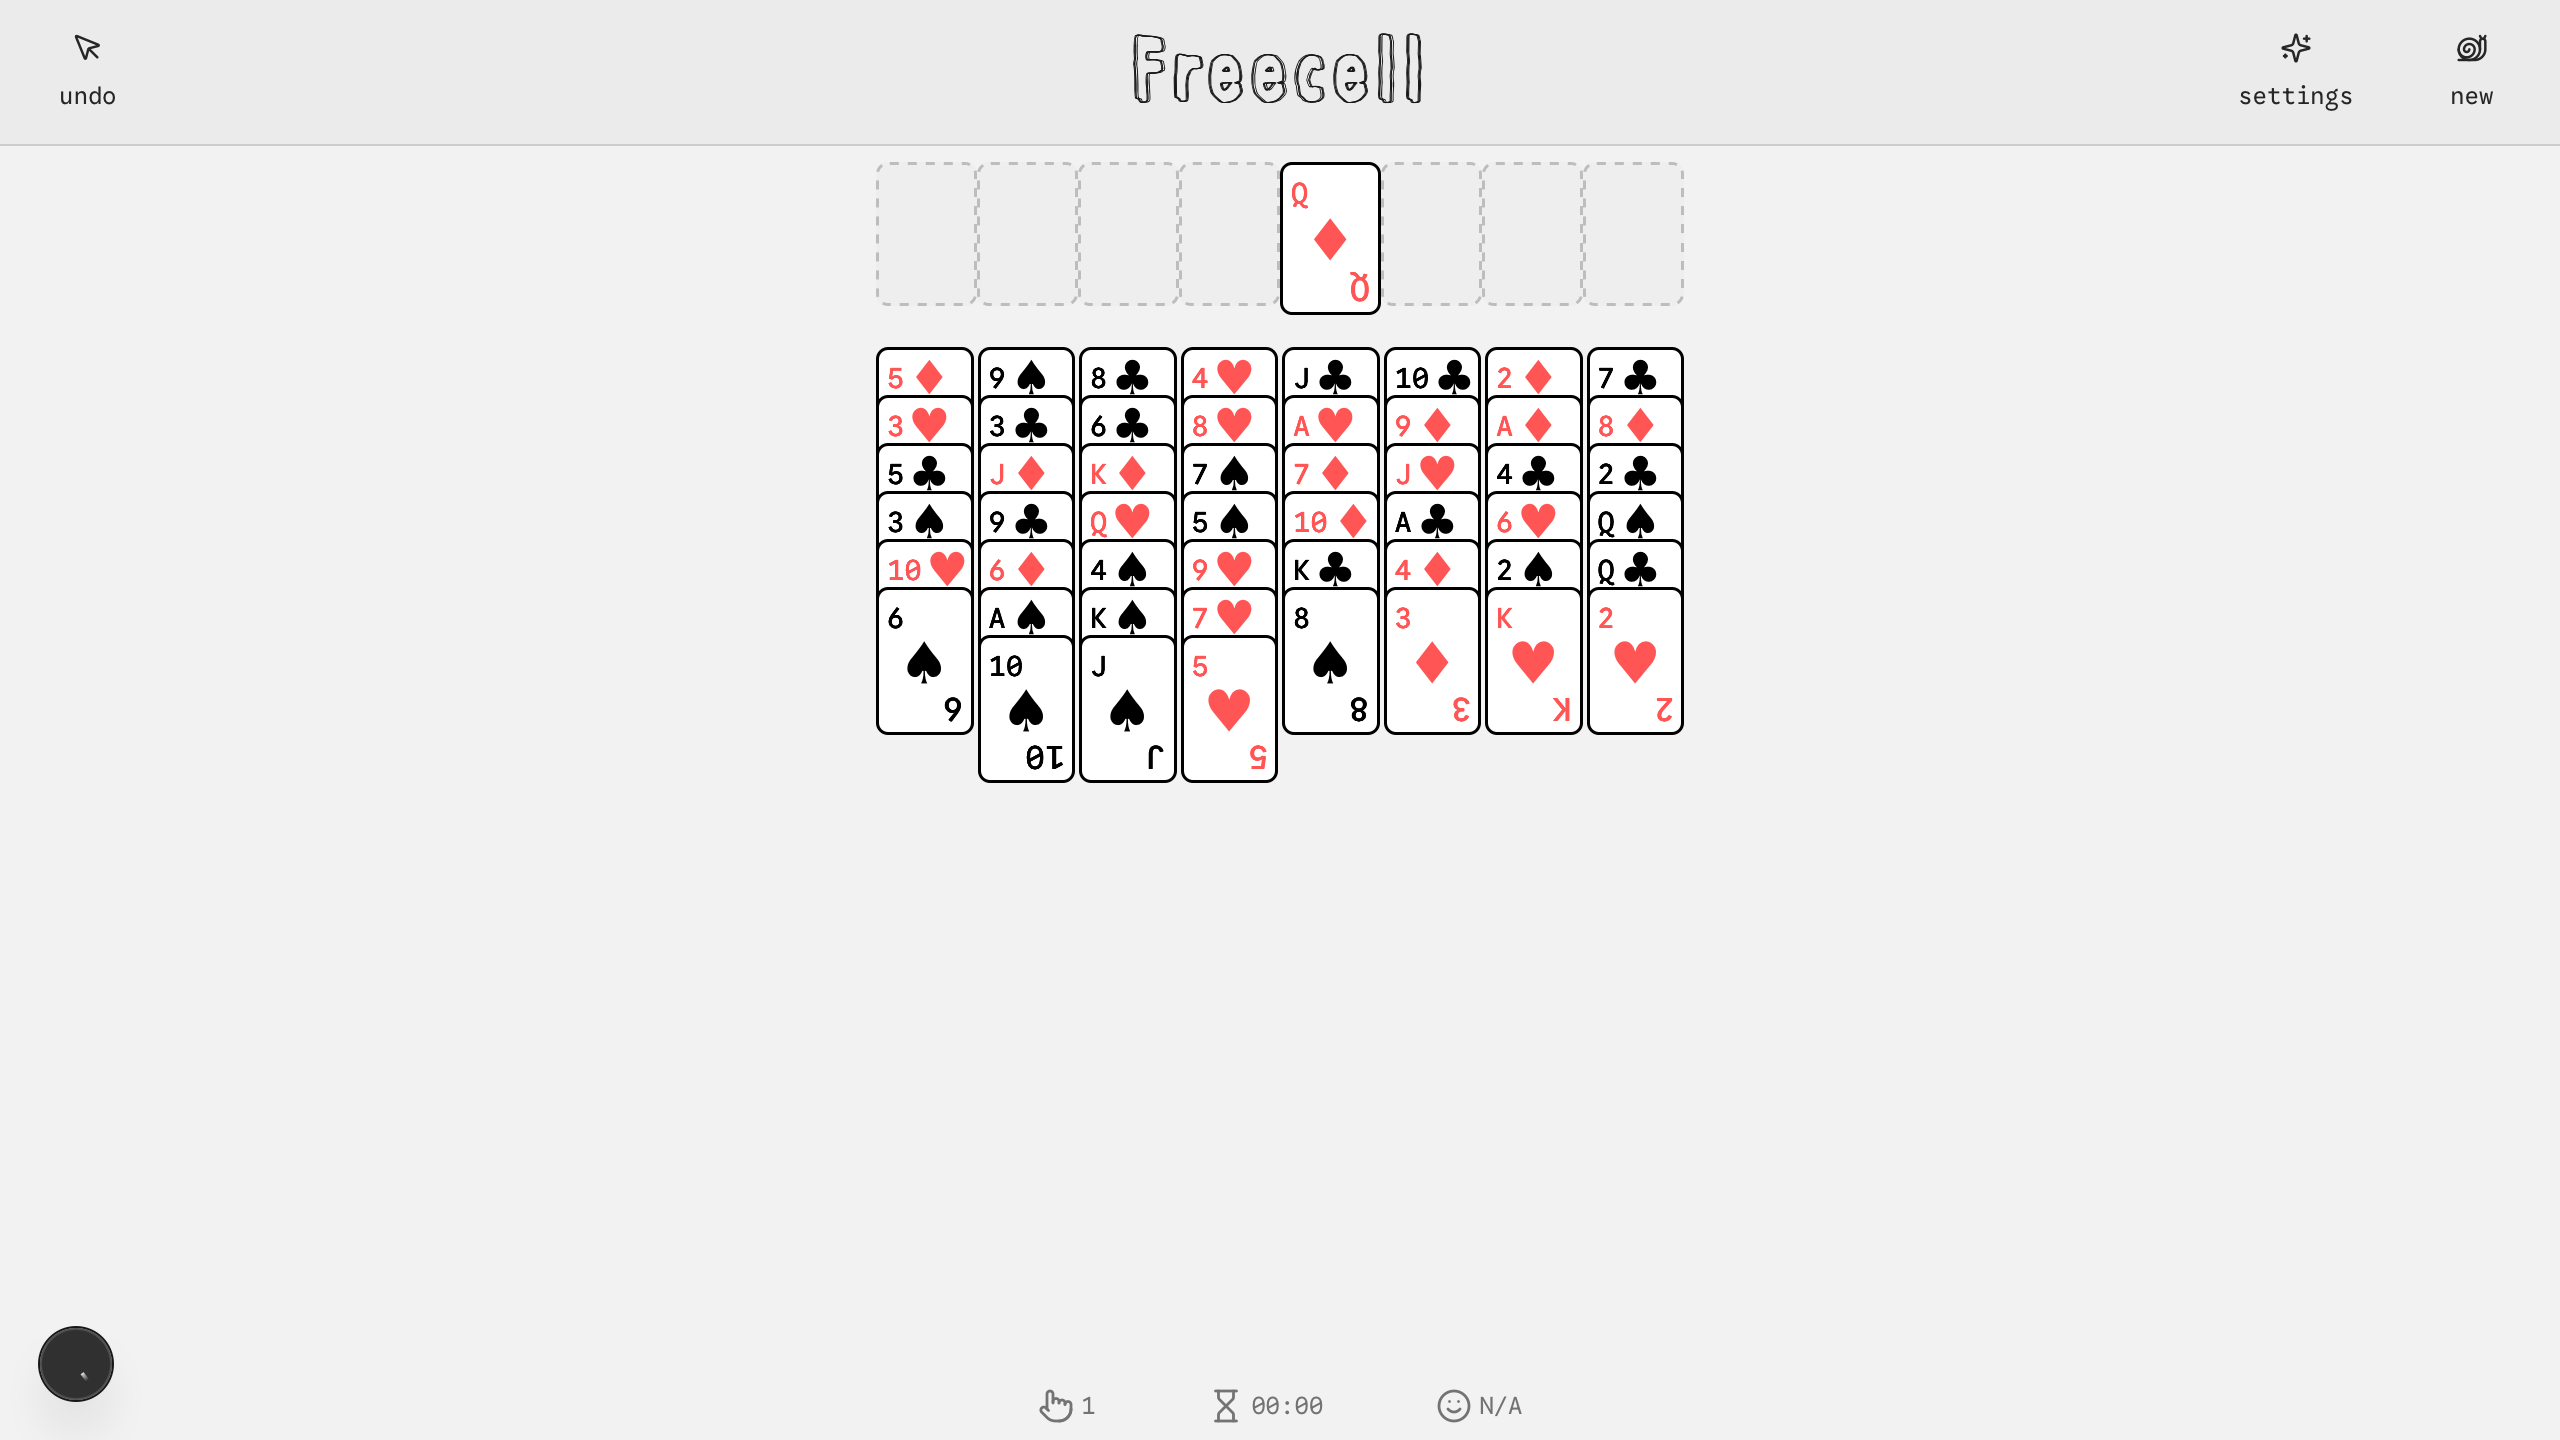 Freecell
undo
settings
new
Q
Q
5 9 8 4 J 10 2 7
3 3 6 8 A 9 A 8
5 J K 7 7 J 4 2
3 9 Q 5 10 A 6 Q
10 6 4 9 K 4 2 Q
6 A K 7 8 3 K 2
10 J 5
6 8 3 K 2
10 J 5
1
00:00
N/A